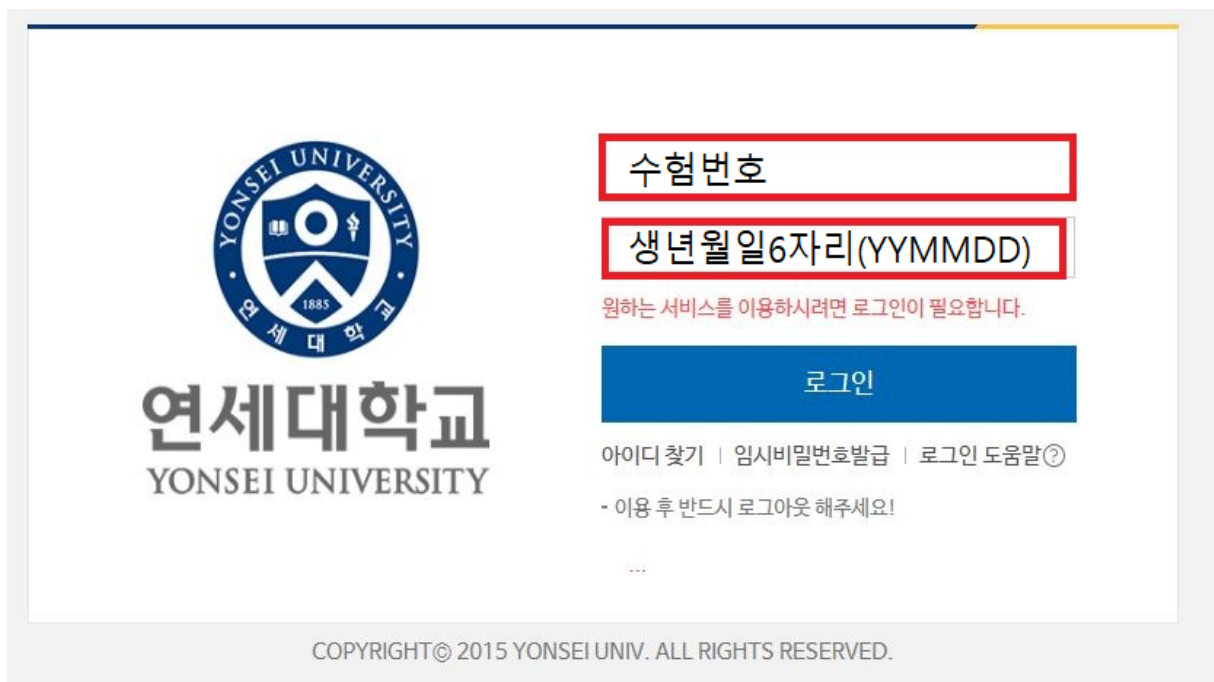 YONSEI UNIVERSITY
1885
연세대학교
연세대학교
YONSEI UNIVERSITY
수험번호
생년월일6자리(YYMMDD)
원하는 서비스를 이용하시려면 로그인이 필요합니다.
로그인
아이디 찾기 | 임시비밀번호발급 | 로그인 도움말?
- 이용 후 반드시 로그아웃 해주세요!
...
COPYRIGHT© 2015 YONSEI UNIV. ALL RIGHTS RESERVED.